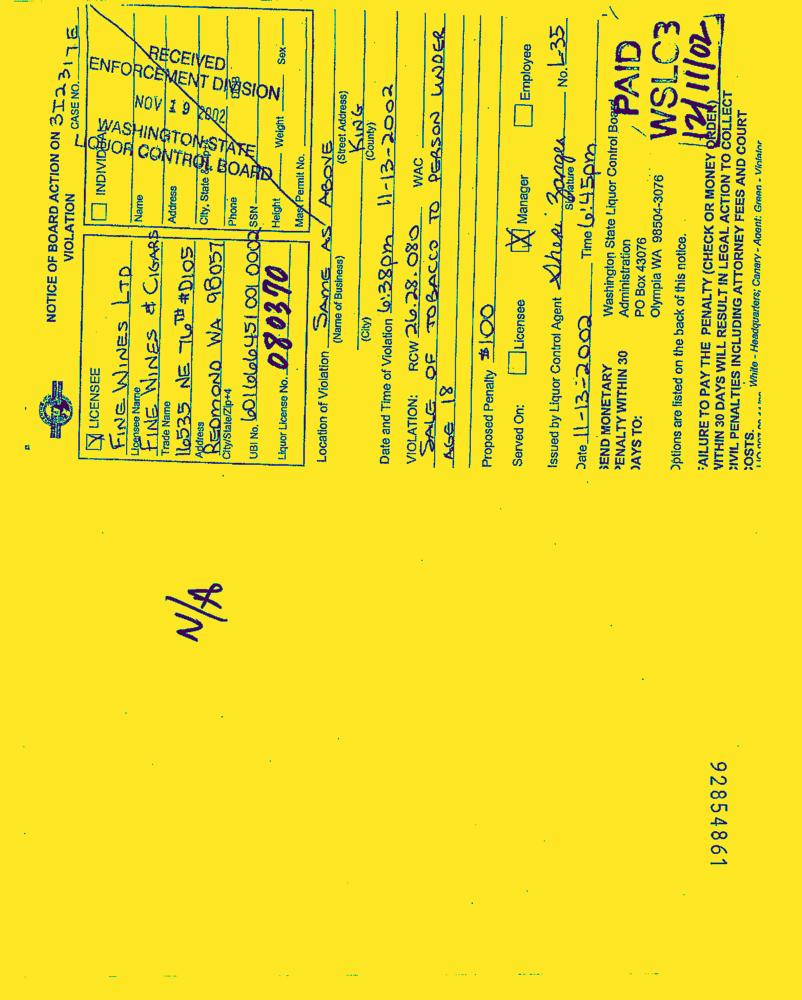 NOTICE OF BOARD ACTION ON 3I2317E
VIOLATION CASE NO.
☑ LICENSEE
FINE WINES LTD
Licensee Name
FINE WINES & CIGARS
Trade Name
16535 NE 76TH #D105
Address
REDMOND WA 98057
City/State/Zip+4
UBI No. 601666451 001 0002
Liquor License No. 080370
☐ INDIVIDUAL
Name
Address
City, State
Phone
SSN
Height Weight Sex
Mast Permit No.
RECEIVED
ENFORCEMENT DIVISION
NOV 19 2002
WASHINGTON STATE
LIQUOR CONTROL BOARD
Location of Violation SAME AS ABOVE
(Name of Business) (Street Address)
KING
(City) (County)
Date and Time of Violation 6:38pm 11-13-2002
VIOLATION: RCW 26.28.080 WAC
SALE OF TOBACCO TO PERSON UNDER
AGE 18
Proposed Penalty $100
Served On: ☐ Licensee ☒ Manager ☐ Employee
Issued by Liquor Control Agent Sheri Zanger No. L-35
Signature
Date 11-13-2002 Time 6:45pm
SEND MONETARY
PENALTY WITHIN 30
DAYS TO:
Washington State Liquor Control Board
Administration
PO Box 43076
Olympia WA 98504-3076
PAID
WSLC3
12/11/02
Options are listed on the back of this notice.
FAILURE TO PAY THE PENALTY (CHECK OR MONEY ORDER)
WITHIN 30 DAYS WILL RESULT IN LEGAL ACTION TO COLLECT
CIVIL PENALTIES INCLUDING ATTORNEY FEES AND COURT
COSTS.
White - Headquarters; Canary - Agent; Green - Violator
N/A
92854861